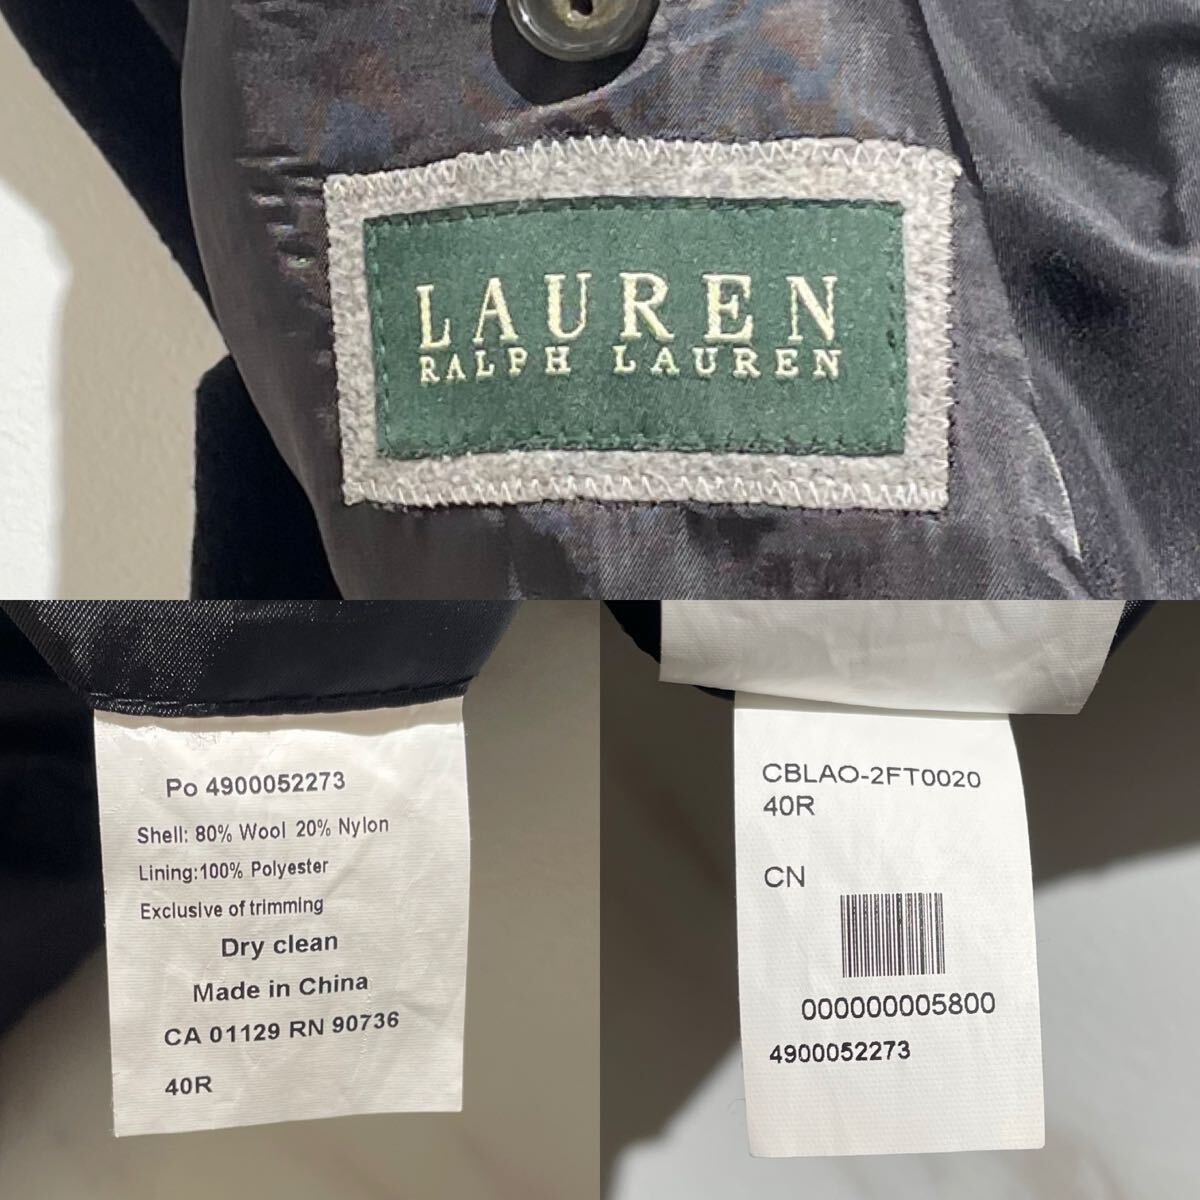 LAUREN
RALPH LAUREN
Po 4900052273
Shell: 80% Wool 20% Nylon
Lining:100% Polyester
Exclusive of trimming
Dry clean
Made in China
CA 01129 RN 90736
40R
CBLAO-2FT0020
40R
CN
000000005800
4900052273